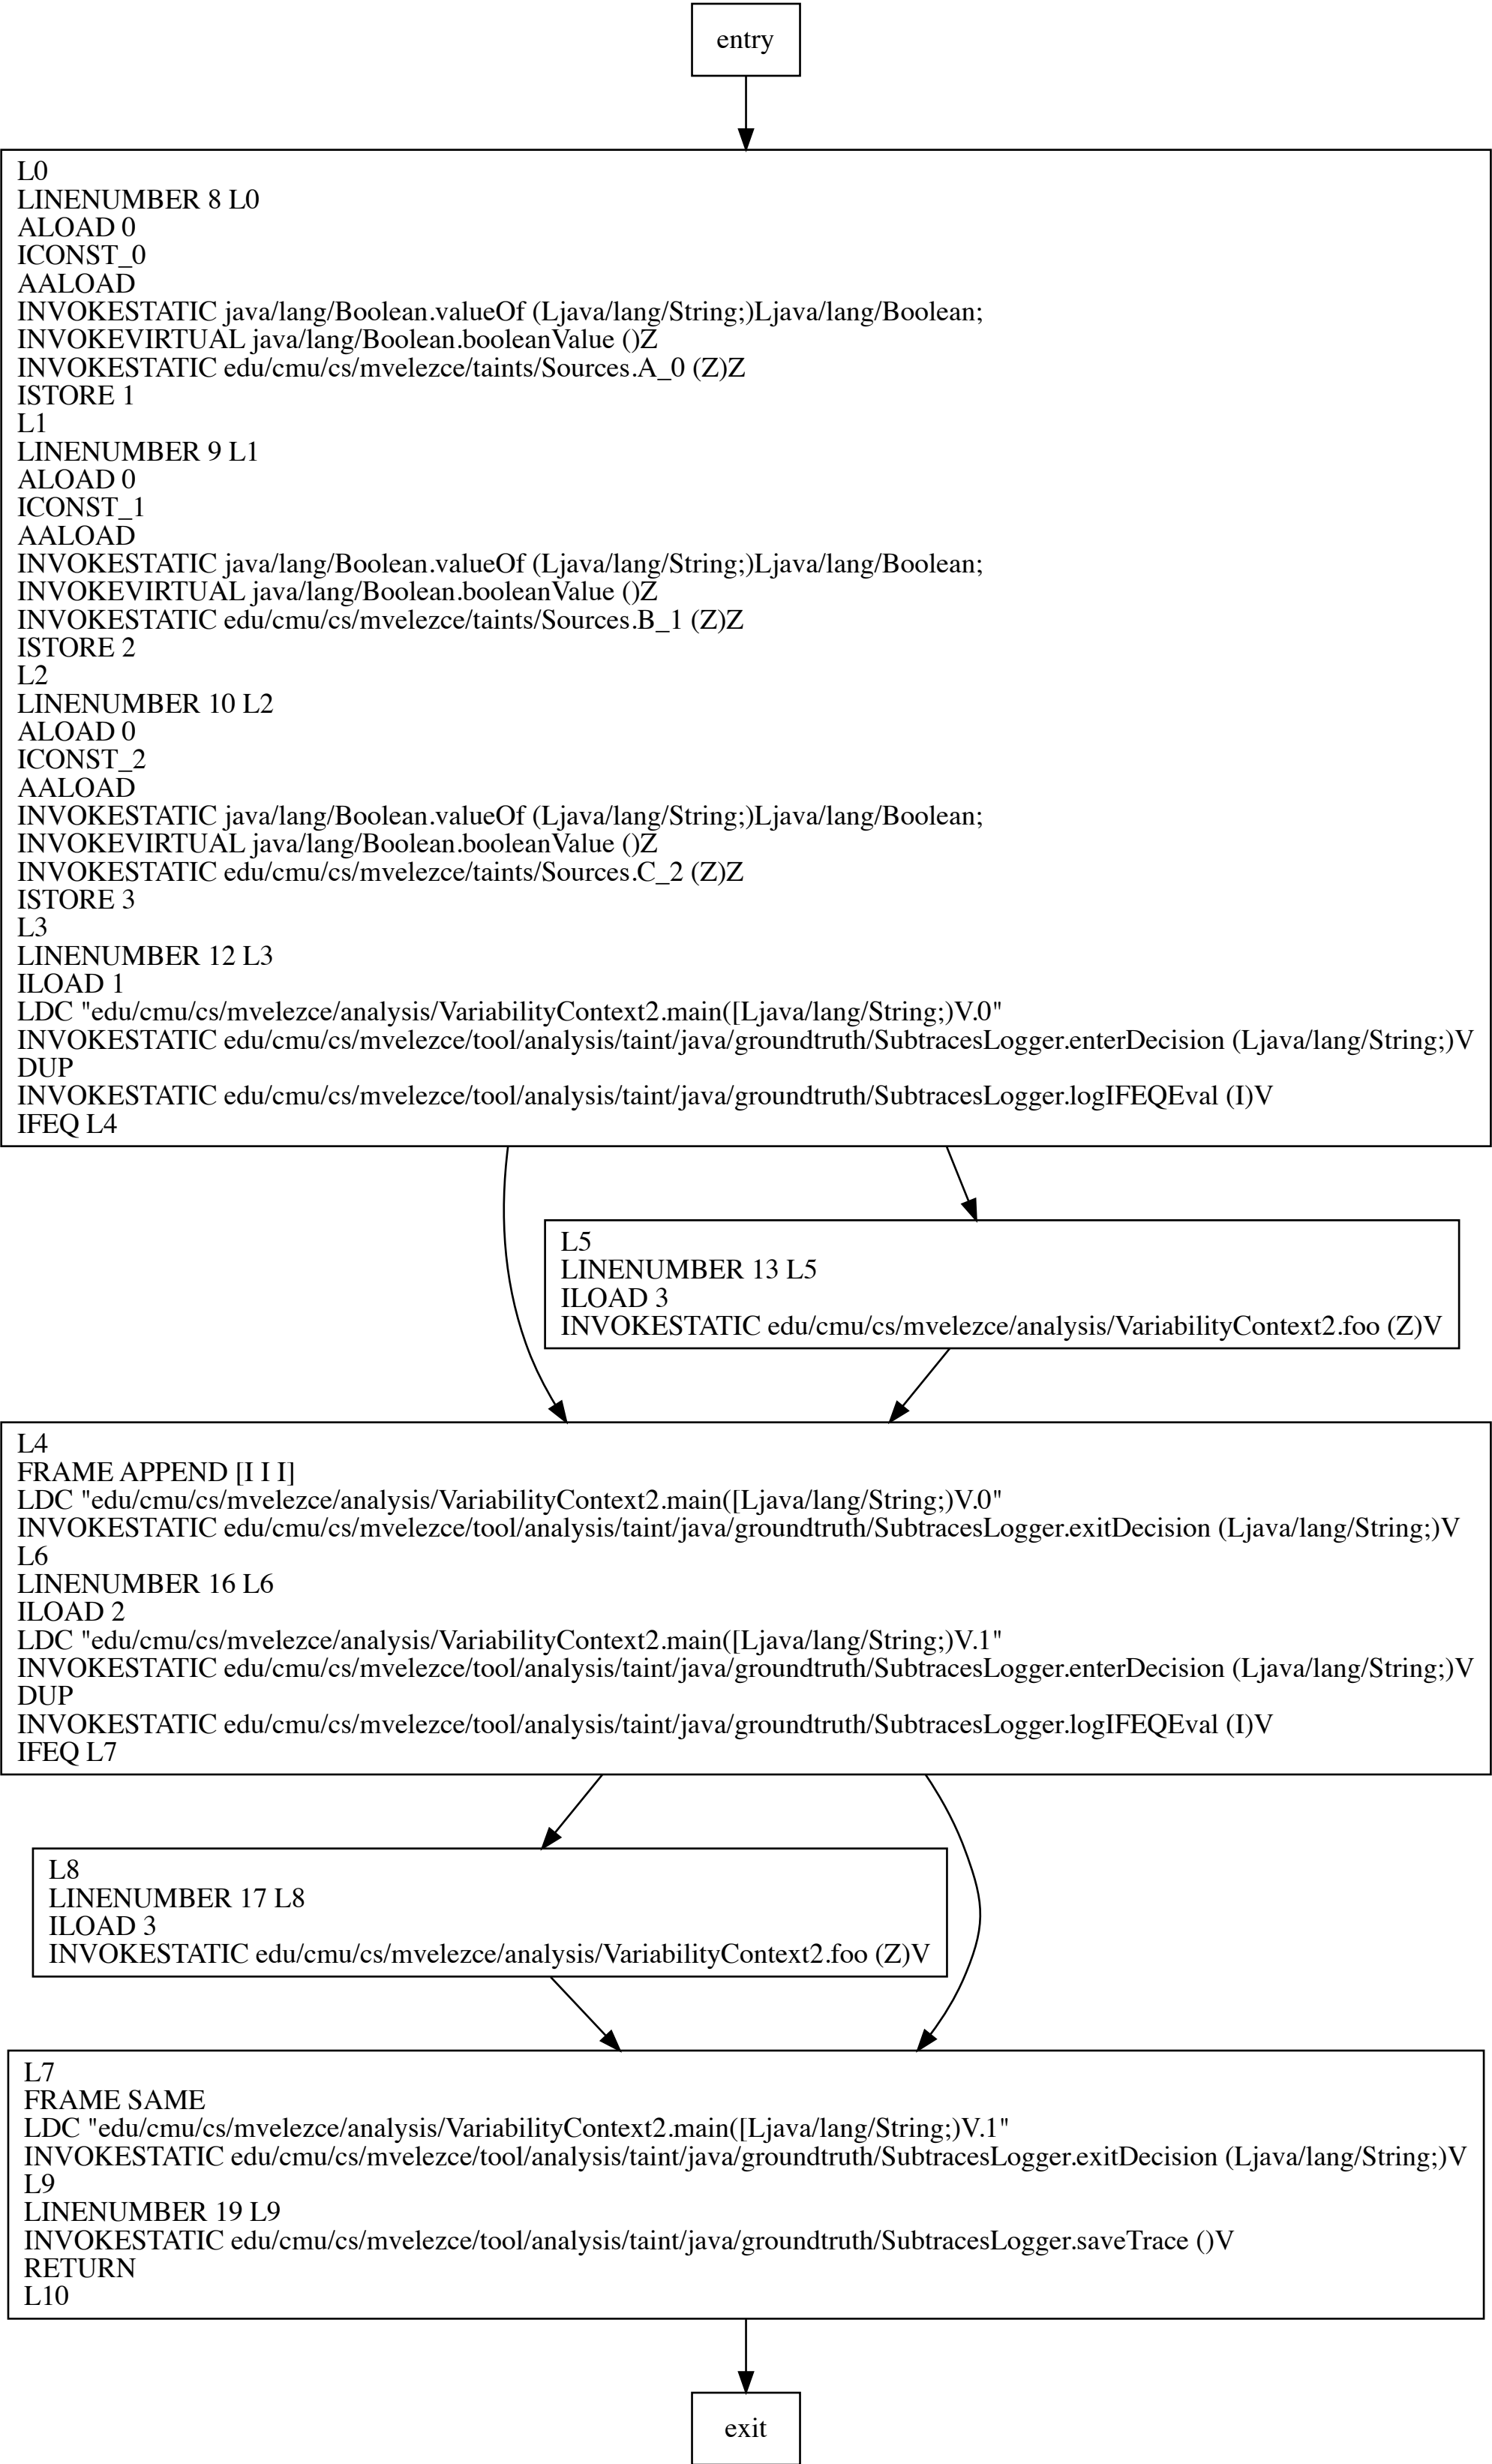 entry
L0
LINENUMBER 8 L0
ALOAD 0
ICONST_0
AALOAD
INVOKESTATIC java/lang/Boolean.valueOf (Ljava/lang/String;)Ljava/lang/Boolean;
INVOKEVIRTUAL java/lang/Boolean.booleanValue ()Z
INVOKESTATIC edu/cmu/cs/mvelezce/taints/Sources.A_0 (Z)Z
ISTORE 1
L1
LINENUMBER 9 L1
ALOAD 0
ICONST_1
AALOAD
INVOKESTATIC java/lang/Boolean.valueOf (Ljava/lang/String;)Ljava/lang/Boolean;
INVOKEVIRTUAL java/lang/Boolean.booleanValue ()Z
INVOKESTATIC edu/cmu/cs/mvelezce/taints/Sources.B_1 (Z)Z
ISTORE 2
L2
LINENUMBER 10 L2
ALOAD 0
ICONST_2
AALOAD
INVOKESTATIC java/lang/Boolean.valueOf (Ljava/lang/String;)Ljava/lang/Boolean;
INVOKEVIRTUAL java/lang/Boolean.booleanValue ()Z
INVOKESTATIC edu/cmu/cs/mvelezce/taints/Sources.C_2 (Z)Z
ISTORE 3
L3
LINENUMBER 12 L3
ILOAD 1
LDC "edu/cmu/cs/mvelezce/analysis/VariabilityContext2.main([Ljava/lang/String;)V.0"
INVOKESTATIC edu/cmu/cs/mvelezce/tool/analysis/taint/java/groundtruth/SubtracesLogger.enterDecision (Ljava/lang/String;)V
DUP
INVOKESTATIC edu/cmu/cs/mvelezce/tool/analysis/taint/java/groundtruth/SubtracesLogger.logIFEQEval (I)V
IFEQ L4
L5
LINENUMBER 13 L5
ILOAD 3
INVOKESTATIC edu/cmu/cs/mvelezce/analysis/VariabilityContext2.foo (Z)V
L4
FRAME APPEND [I I I]
LDC "edu/cmu/cs/mvelezce/analysis/VariabilityContext2.main([Ljava/lang/String;)V.0"
INVOKESTATIC edu/cmu/cs/mvelezce/tool/analysis/taint/java/groundtruth/SubtracesLogger.exitDecision (Ljava/lang/String;)V
L6
LINENUMBER 16 L6
ILOAD 2
LDC "edu/cmu/cs/mvelezce/analysis/VariabilityContext2.main([Ljava/lang/String;)V.1"
INVOKESTATIC edu/cmu/cs/mvelezce/tool/analysis/taint/java/groundtruth/SubtracesLogger.enterDecision (Ljava/lang/String;)V
DUP
INVOKESTATIC edu/cmu/cs/mvelezce/tool/analysis/taint/java/groundtruth/SubtracesLogger.logIFEQEval (I)V
IFEQ L7
L8
LINENUMBER 17 L8
ILOAD 3
INVOKESTATIC edu/cmu/cs/mvelezce/analysis/VariabilityContext2.foo (Z)V
L7
FRAME SAME
LDC "edu/cmu/cs/mvelezce/analysis/VariabilityContext2.main([Ljava/lang/String;)V.1"
INVOKESTATIC edu/cmu/cs/mvelezce/tool/analysis/taint/java/groundtruth/SubtracesLogger.exitDecision (Ljava/lang/String;)V
L9
LINENUMBER 19 L9
INVOKESTATIC edu/cmu/cs/mvelezce/tool/analysis/taint/java/groundtruth/SubtracesLogger.saveTrace ()V
RETURN
L10
exit